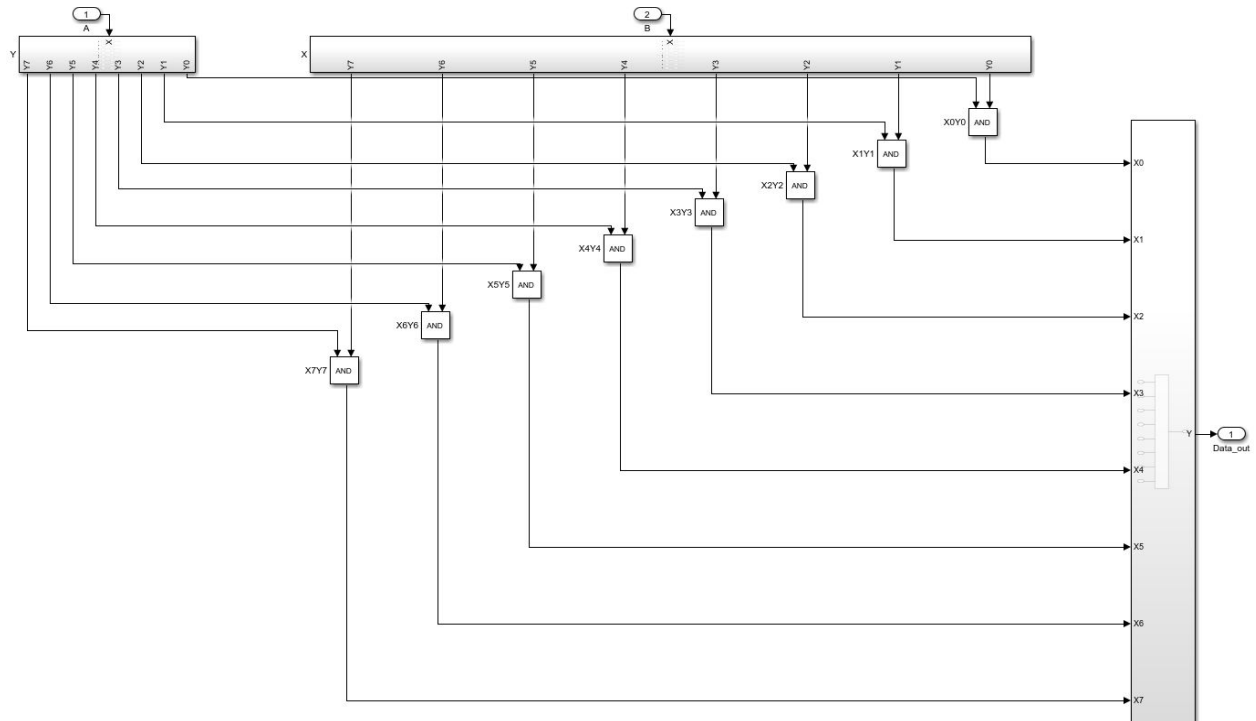 1
A
2
B
X
Y
Y7
Y6
Y5
Y4
Y3
Y2
Y1
Y0
X
X
Y7
Y6
Y5
Y4
Y3
Y2
Y1
Y0
X0Y0
AND
X1Y1
AND
X2Y2
AND
X3Y3
AND
X4Y4
AND
X5Y5
AND
X6Y6
AND
X7Y7
AND
X0
X1
X2
X3
X4
X5
X6
X7
Y
1
Data_out